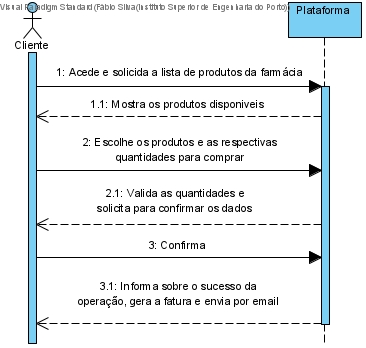 Visual Paradigm Standard(Fábio Silva(Instituto Superior de Engenharia do Porto))
Plataforma
Cliente
1: Acede e solicida a lista de produtos da farmácia
1.1: Mostra os produtos disponiveis
2: Escolhe os produtos e as respectivas
quantidades para comprar
2.1: Valida as quantidades e
solicita para confirmar os dados
3: Confirma
3.1: Informa sobre o sucesso da
operação, gera a fatura e envia por email